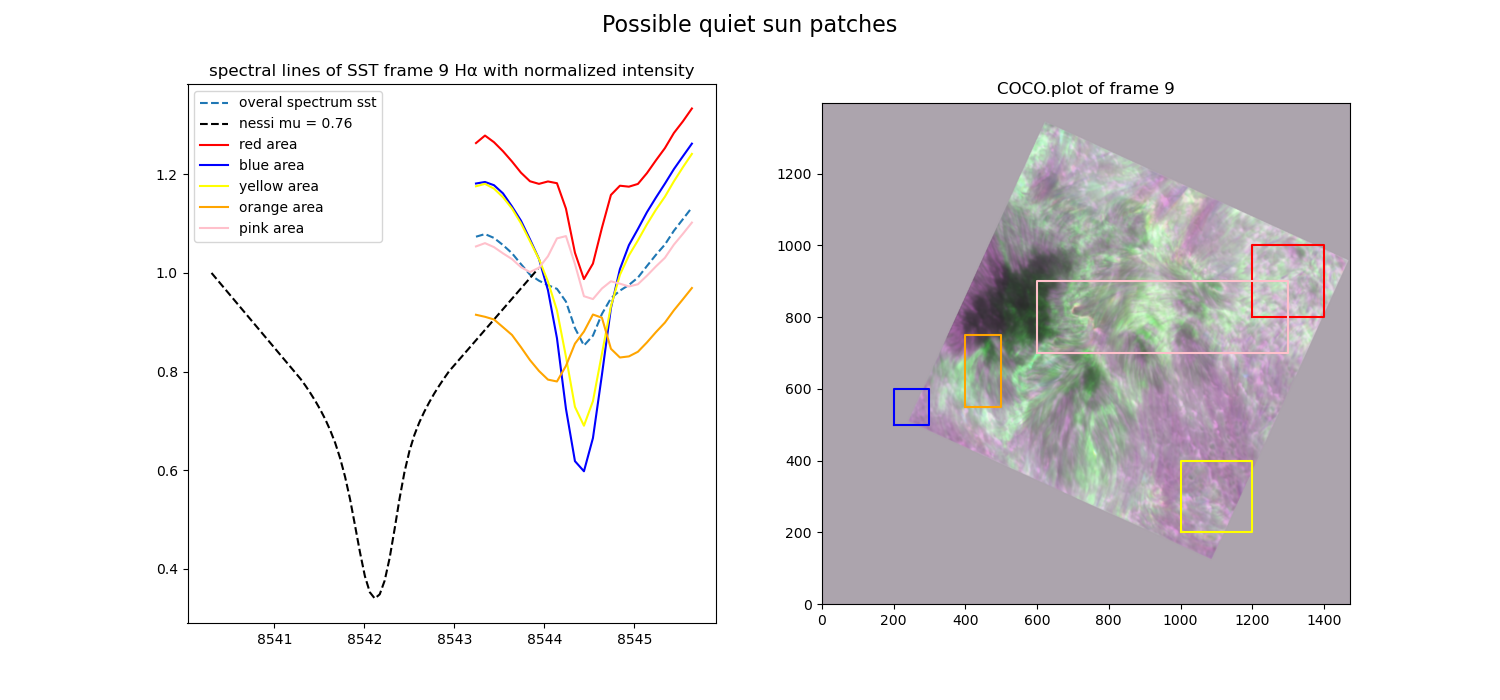 Possible quiet sun patches
spectral lines of SST frame 9 Hα with normalized intensity
overal spectrum sst
nessi mu = 0.76
red area
blue area
yellow area
orange area
pink area
1.2
1.0
0.8
0.6
0.4
8541 8542 8543 8544 8545
COCO.plot of frame 9
1200
1000
800
600
400
200
0
0 200 400 600 800 1000 1200 1400